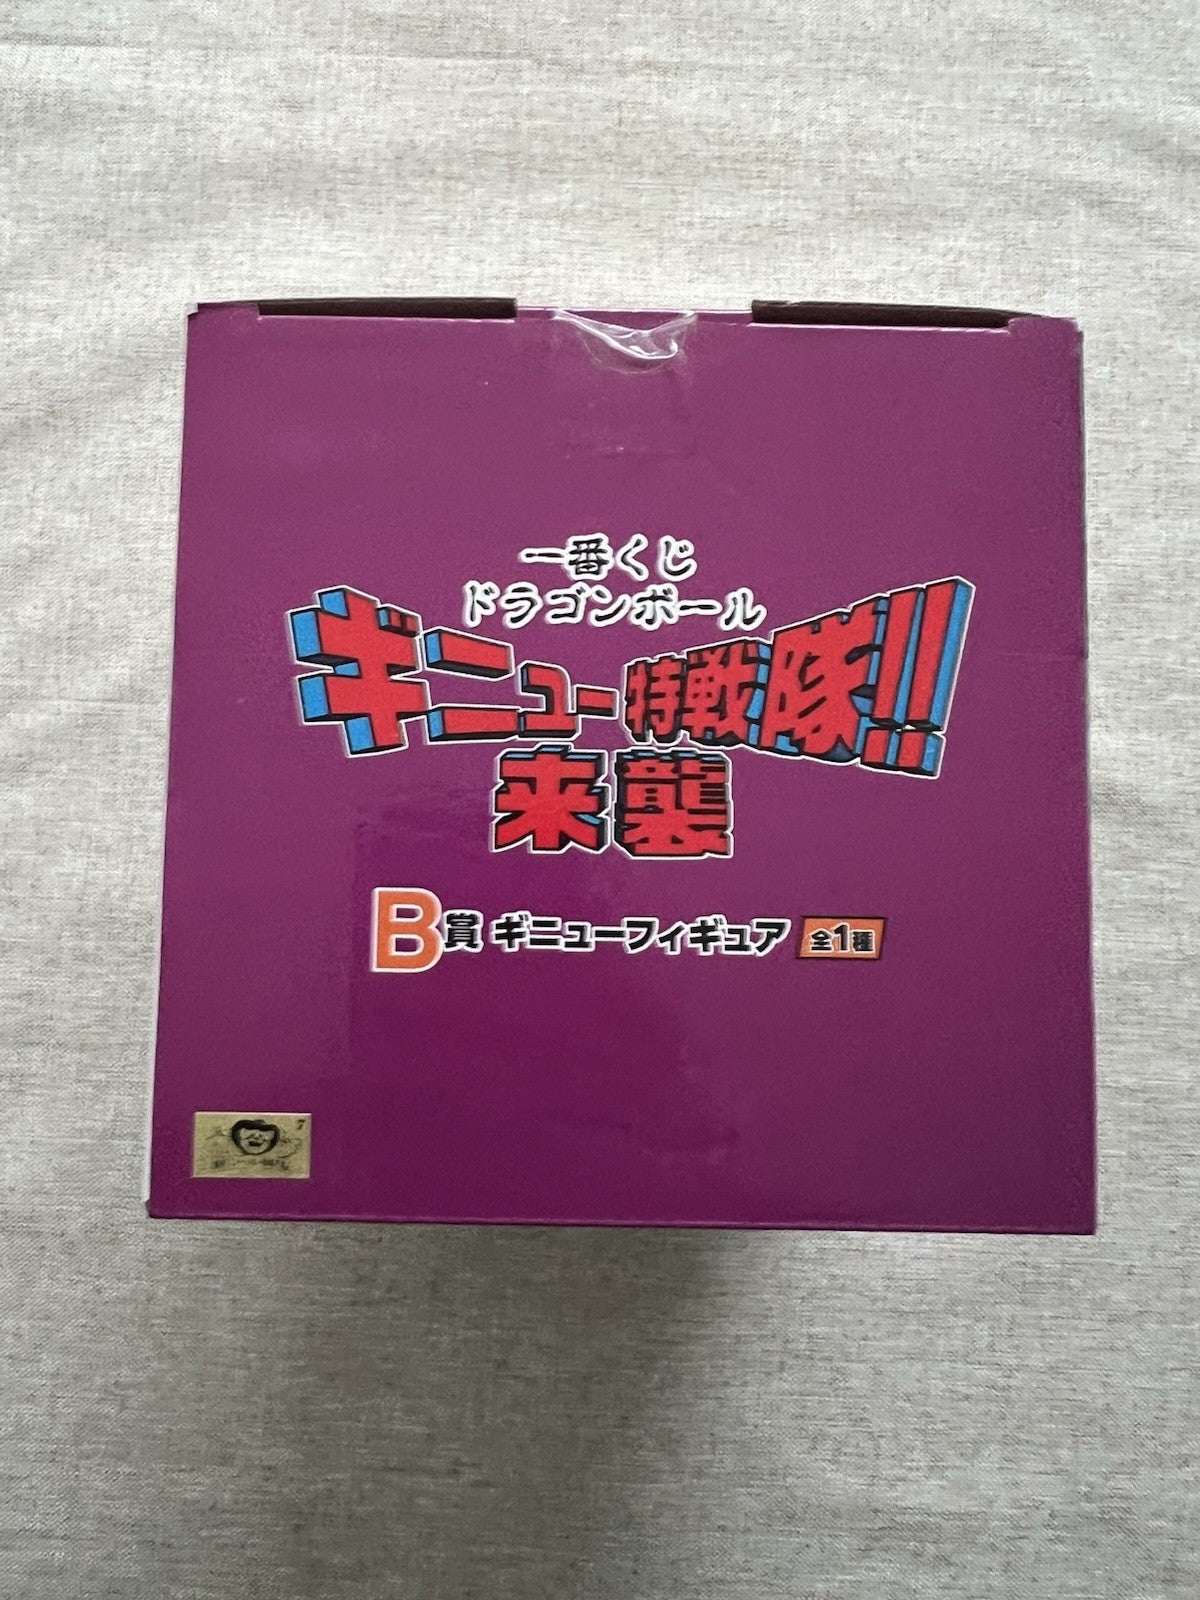 一番くじ
ドラゴンボール
ギニュー特戦隊!!
来襲
B賞 ギニューフィギュア 全1種
7